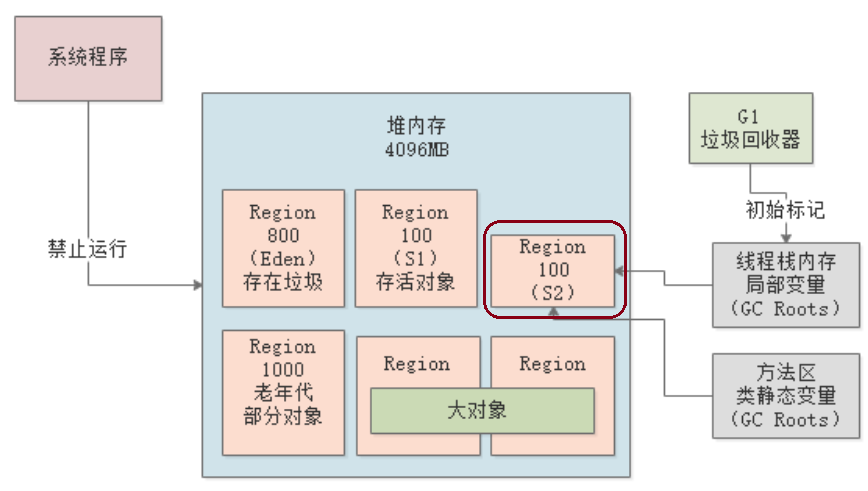 系统程序
堆内存
4096MB
G1
垃圾回收器
初始标记
禁止运行
Region
800
(Eden)
存在垃圾
Region
100
(S1)
存活对象
Region
100
(S2)
线程栈内存
局部变量
(GC Roots)
Region
1000
老年代
部分对象
Region
Region
大对象
方法区
类静态变量
(GC Roots)